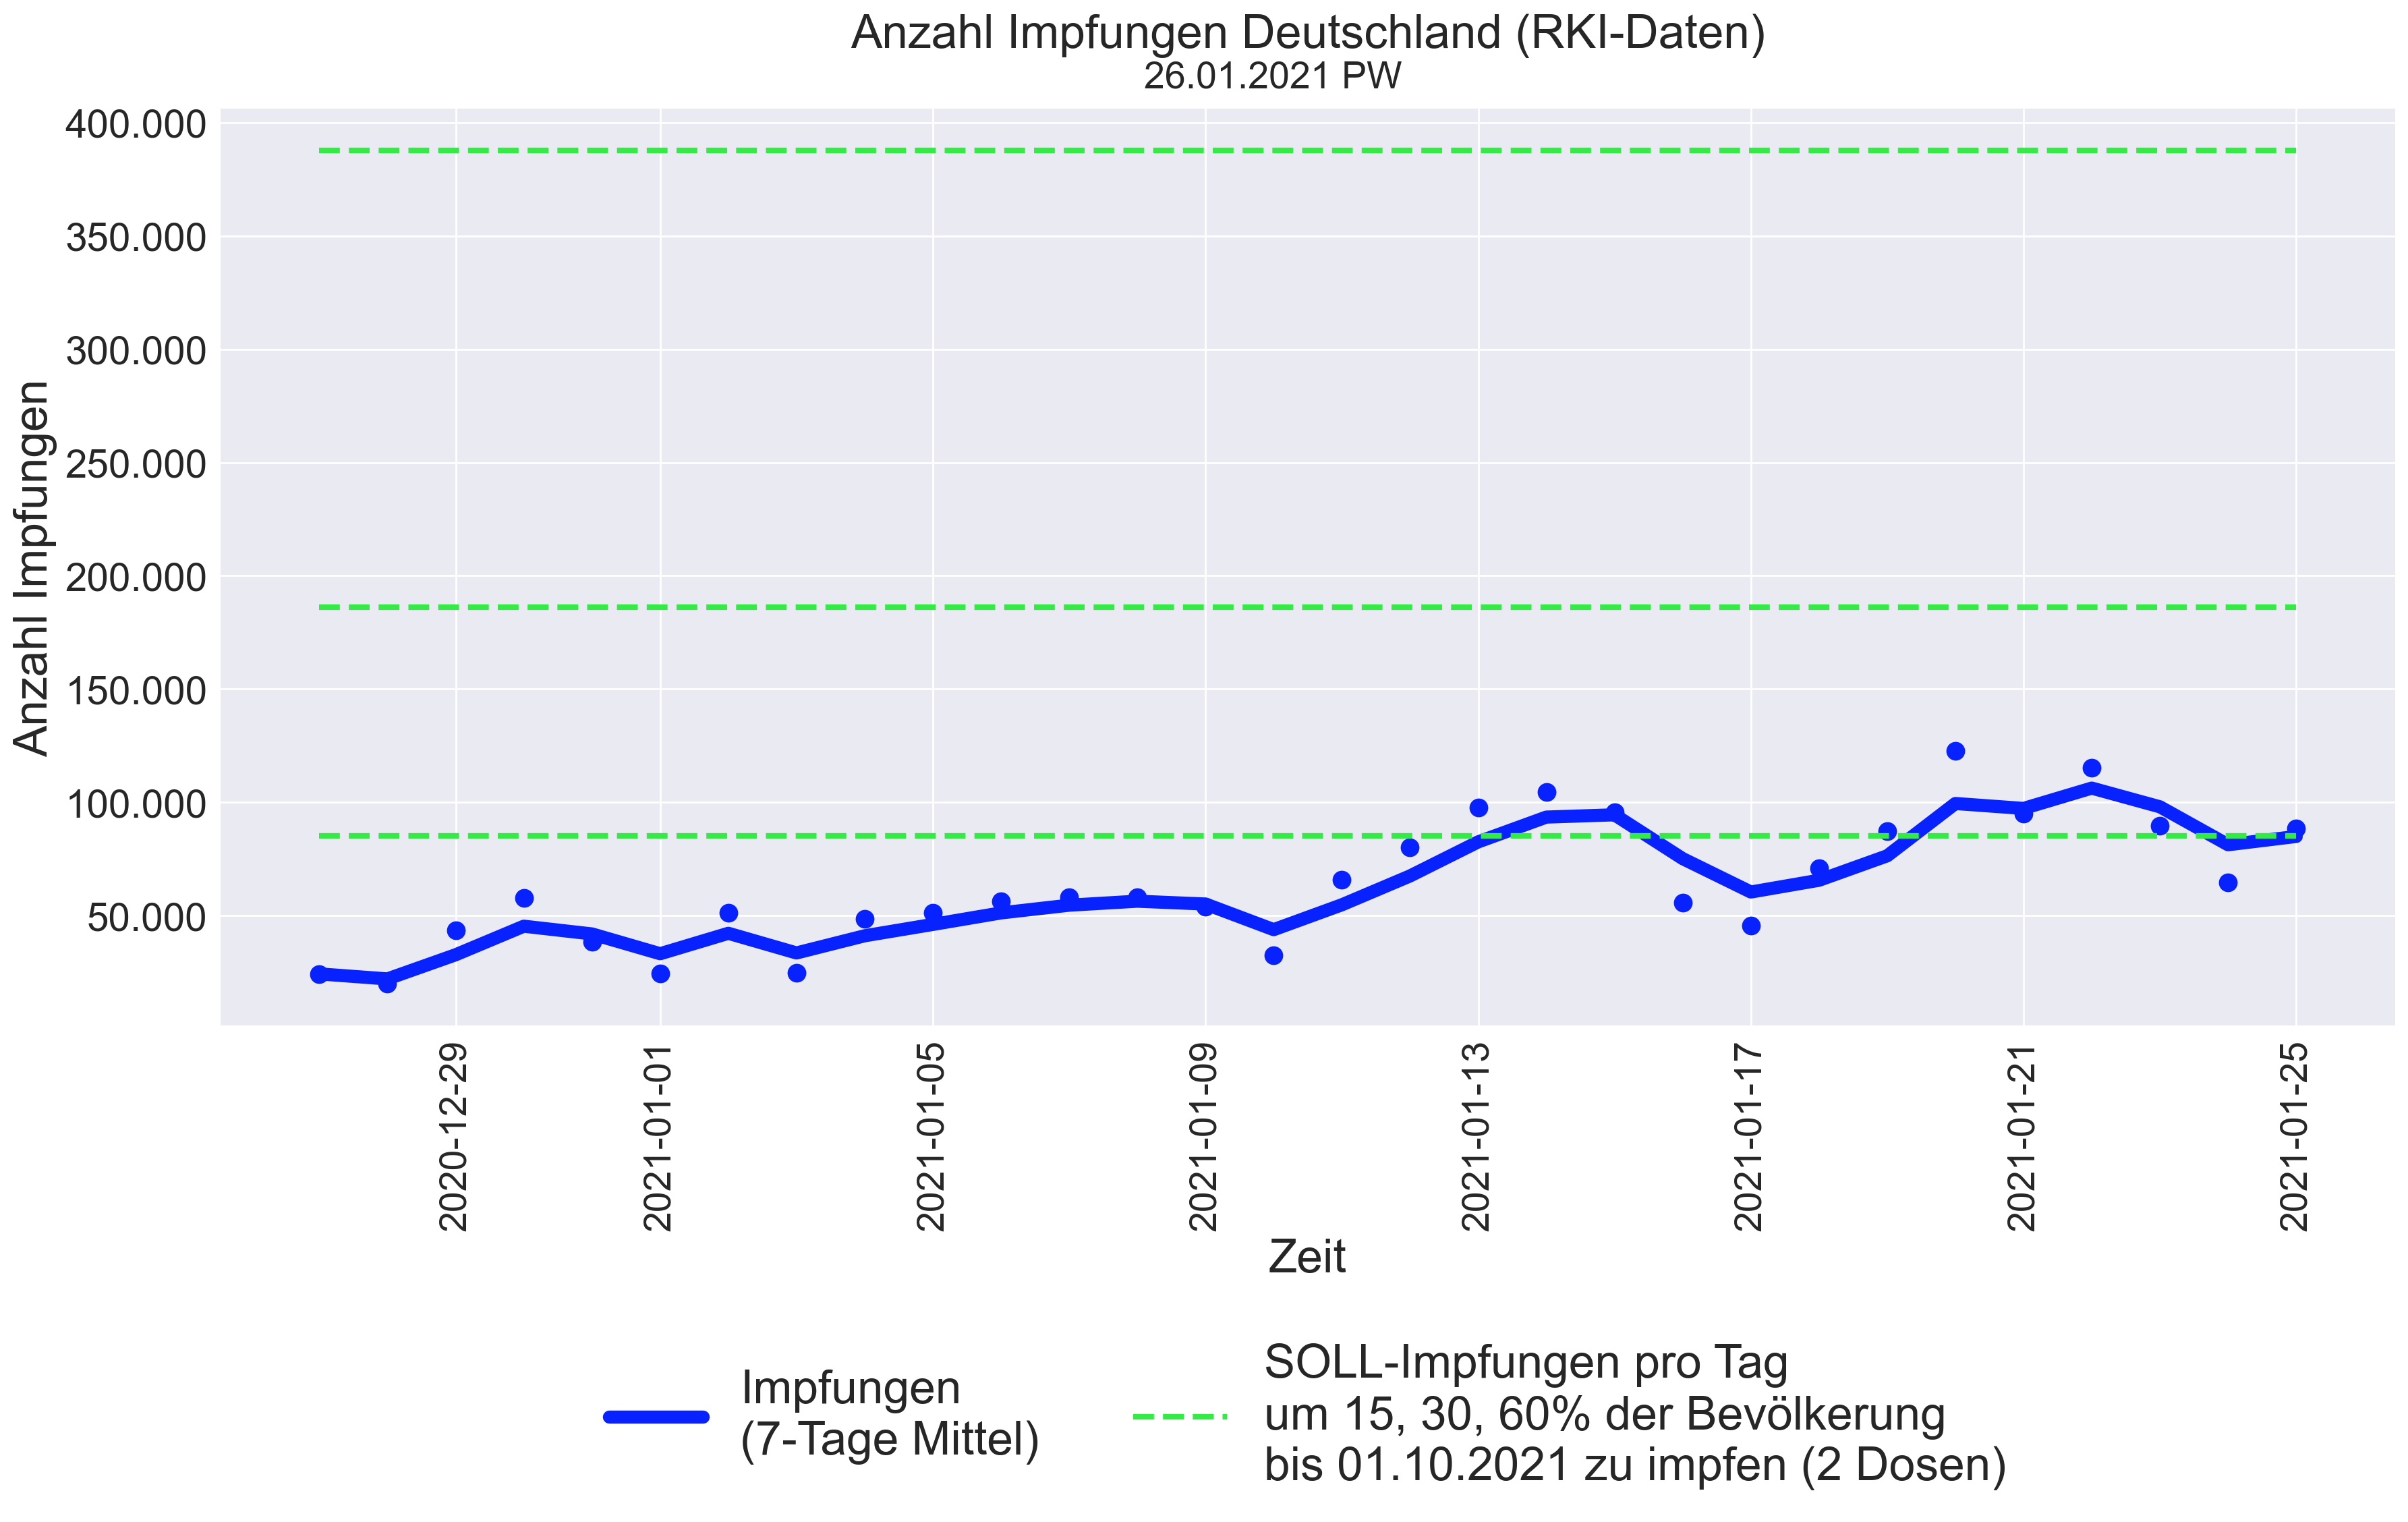 Anzahl Impfungen Deutschland (RKI-Daten)
26.01.2021 PW
Anzahl Impfungen
400.000
350.000
300.000
250.000
200.000
150.000
100.000
50.000
2020-12-29
2021-01-01
2021-01-05
2021-01-09
2021-01-13
2021-01-17
2021-01-21
2021-01-25
Zeit
Impfungen
(7-Tage Mittel)
SOLL-Impfungen pro Tag
um 15, 30, 60% der Bevölkerung
bis 01.10.2021 zu impfen (2 Dosen)